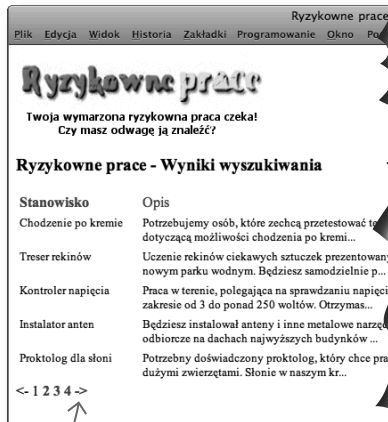 Ryzykowne prace
Plik Edycja Widok Historia Zakładki Programowanie Okno
Ryzykowne prace
Twoja wymarzona ryzykowna praca czeka!
Czy masz odwagę ją znaleźć?
Ryzykowne prace - Wyniki wyszukiwania
Stanowisko Opis
Chodzenie po kremie Potrzebujemy osób, które zechcą przetestować
dotyczącą możliwości chodzenia po kremi...
Treser rekinów Uczenie rekinów ciekawych sztuczek
nowym parku wodnym. Będziesz samodzielnie p...
Kontroler napięcia Praca w terenie, polegająca na sprawdzaniu
zakresie od 3 do ponad 250 woltów. Otrzymas...
Instalator anten Będziesz instalował anteny i inne metalowe
odbiorcze na dachach najwyższych budynków ...
Proktolog dla słoni Potrzebny doświadczony proktolog, który chce
dużymi zwierzętami. Słonie w naszym kr...
<- 1 2 3 4 ->